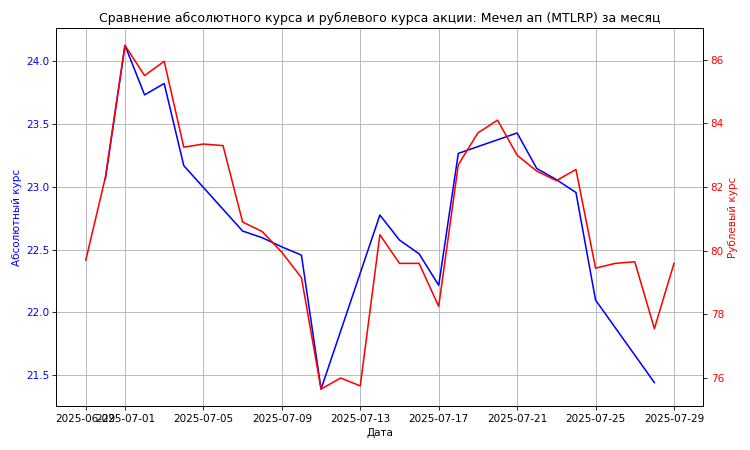 Сравнение абсолютного курса и рублевого курса акции: Мечел ап (MTLRP) за месяц
24.0
23.5
23.0
22.5
22.0
21.5
Абсолютный курс
86
84
82
80
78
76
Рублевый курс
2025-06-29 2025-07-01 2025-07-05 2025-07-09 2025-07-13 2025-07-17 2025-07-21 2025-07-25 2025-07-29
Дата